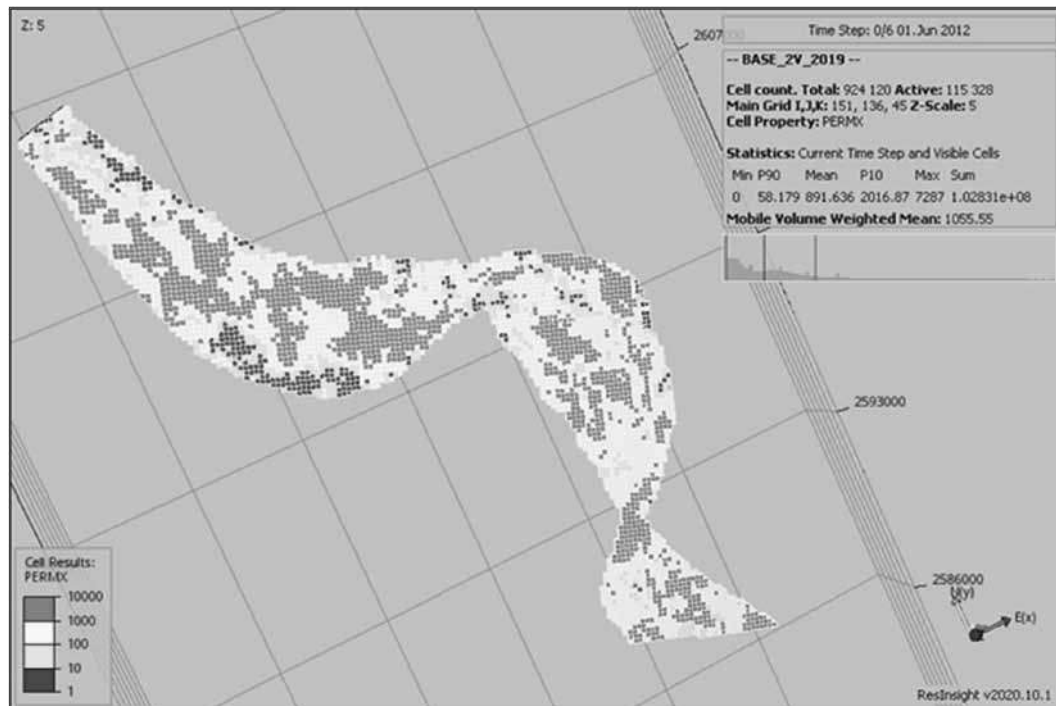 Z: 5
Time Step: 0/6 01.Jun 2012
-- BASE_2V_2019 --
Cell count. Total: 924 120 Active: 115 328
Main Grid I,J,K: 151, 136, 45 Z-Scale: 5
Cell Property: PERMX
Statistics: Current Time Step and Visible Cells
Min P90 Mean P10 Max Sum
0 58.179 891.636 2016.87 7287 1.02831e+08
Mobile Volume Weighted Mean: 1055.55
2593000
2586000
E(x)
Cell Results:
PERMX
10000
1000
100
10
1
ResInsight v2020.10.1